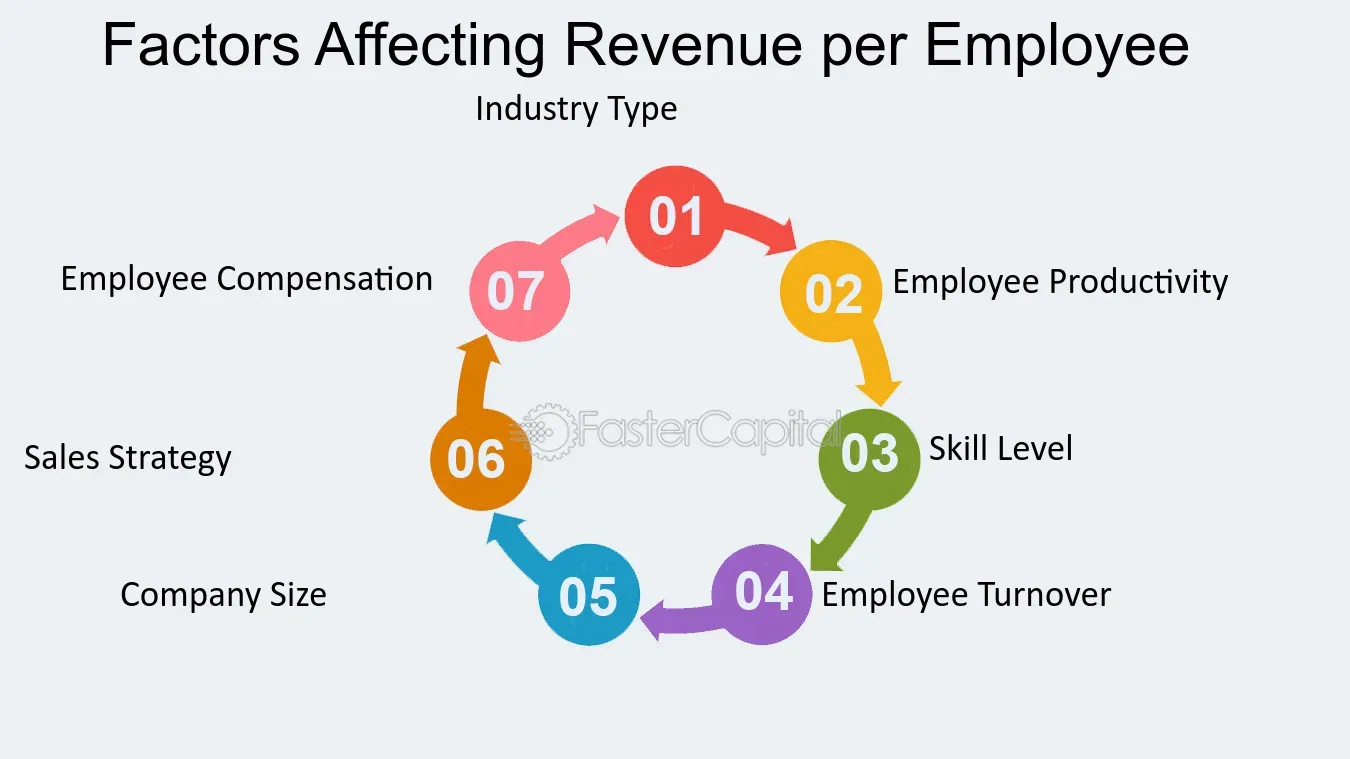 Factors Affecting Revenue per Employee
Industry Type
01
02
Employee Productivity
03
Skill Level
04
Employee Turnover
05
Company Size
06
Sales Strategy
07
Employee Compensation
FasterCapital